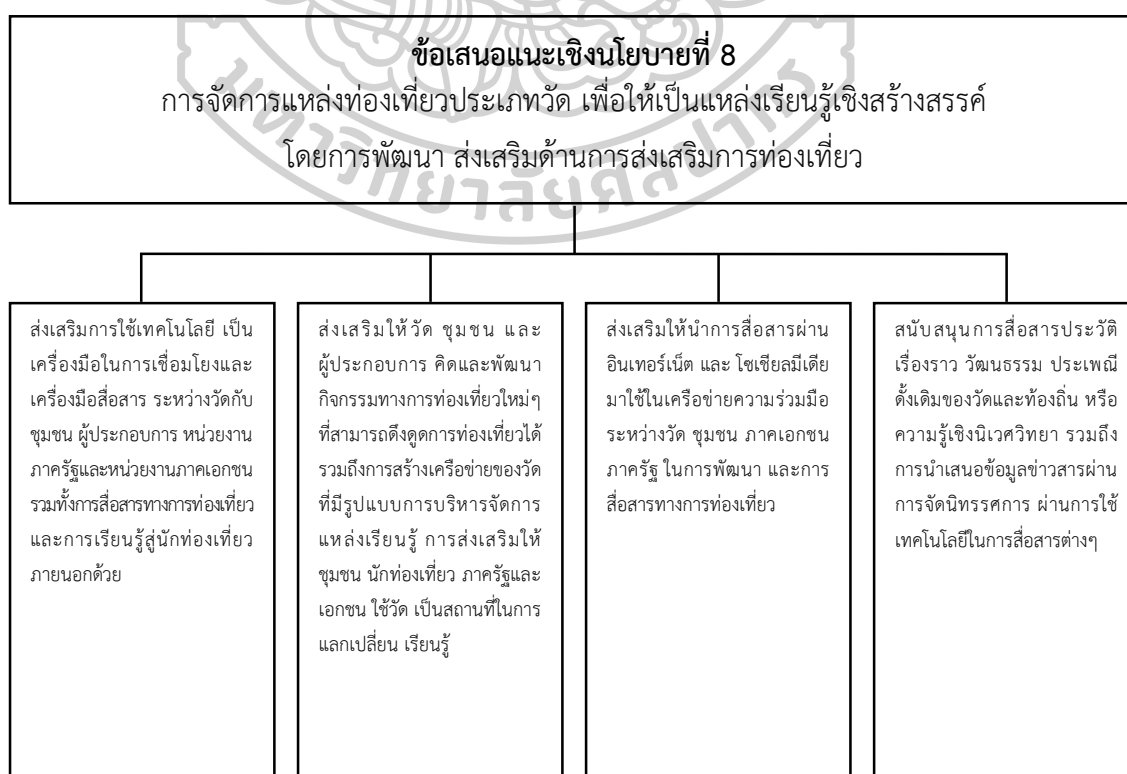 ข้อเสนอแนะเชิงนโยบายที่ 8
การจัดการแหล่งท่องเที่ยวประเภทวัด เพื่อให้เป็นแหล่งเรียนรู้เชิงสร้างสรรค์
โดยการพัฒนา ส่งเสริมด้านการส่งเสริมการท่องเที่ยว
มหาวิทยาลัยศิลปากร
ส่งเสริมการใช้เทคโนโลยี เป็น
เครื่องมือในการเชื่อมโยงและ
เครื่องมือสื่อสาร ระหว่างวัดกับ
ชุมชน ผู้ประกอบการ หน่วยงาน
ภาครัฐและหน่วยงานภาคเอกชน
รวมทั้งการสื่อสารทางการท่องเที่ยว
และการเรียนรู้สู่นักท่องเที่ยว
ภายนอกด้วย
ส่งเสริมให้วัด ชุมชน และ
ผู้ประกอบการ คิดและพัฒนา
กิจกรรมทางการท่องเที่ยวใหม่ๆ
ที่สามารถดึงดูดการท่องเที่ยวได้
รวมถึงการสร้างเครือข่ายของวัด
ที่มีรูปแบบการบริหารจัดการ
แหล่งเรียนรู้ การส่งเสริมให้
ชุมชน นักท่องเที่ยว ภาครัฐและ
เอกชน ใช้วัด เป็นสถานที่ในการ
แลกเปลี่ยน เรียนรู้
ส่งเสริมให้นำการสื่อสารผ่าน
อินเทอร์เน็ต และ โซเชียลมีเดีย
มาใช้ในเครือข่ายความร่วมมือ
ระหว่างวัด ชุมชน ภาคเอกชน
ภาครัฐ ในการพัฒนา และการ
สื่อสารทางการท่องเที่ยว
สนับสนุนการสื่อสารประวัติ
เรื่องราว วัฒนธรรม ประเพณี
ดั้งเดิมของวัดและท้องถิ่น หรือ
ความรู้เชิงนิเวศวิทยา รวมถึง
การนำเสนอข้อมูลข่าวสารผ่าน
การจัดนิทรรศการ ผ่านการใช้
เทคโนโลยีในการสื่อสารต่างๆ